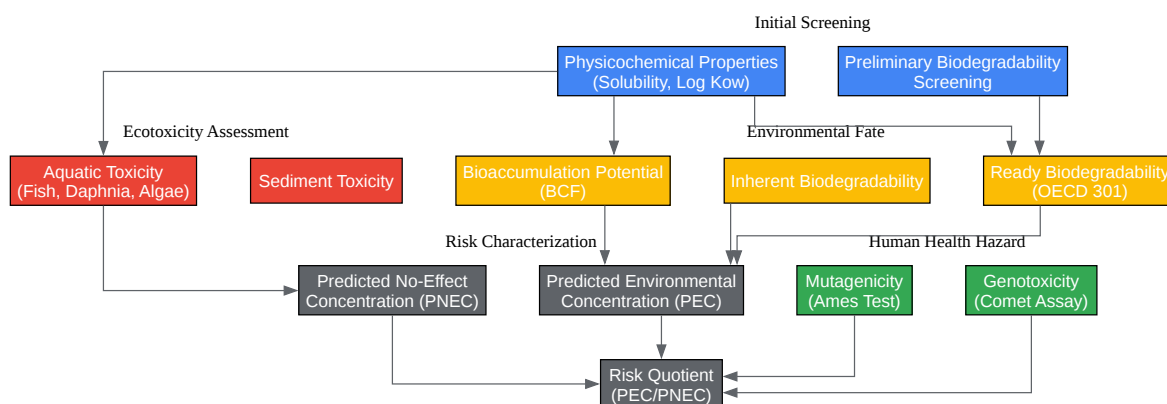 Initial Screening
Physicochemical Properties
(Solubility, Log Kow)
Preliminary Biodegradability
Screening
Ecotoxicity Assessment
Environmental Fate
Aquatic Toxicity
(Fish, Daphnia, Algae)
Sediment Toxicity
Bioaccumulation Potential
(BCF)
Inherent Biodegradability
Ready Biodegradability
(OECD 301)
Risk Characterization
Human Health Hazard
Predicted No-Effect
Concentration (PNEC)
Predicted Environmental
Concentration (PEC)
Mutagenicity
(Ames Test)
Genotoxicity
(Comet Assay)
Risk Quotient
(PEC/PNEC)